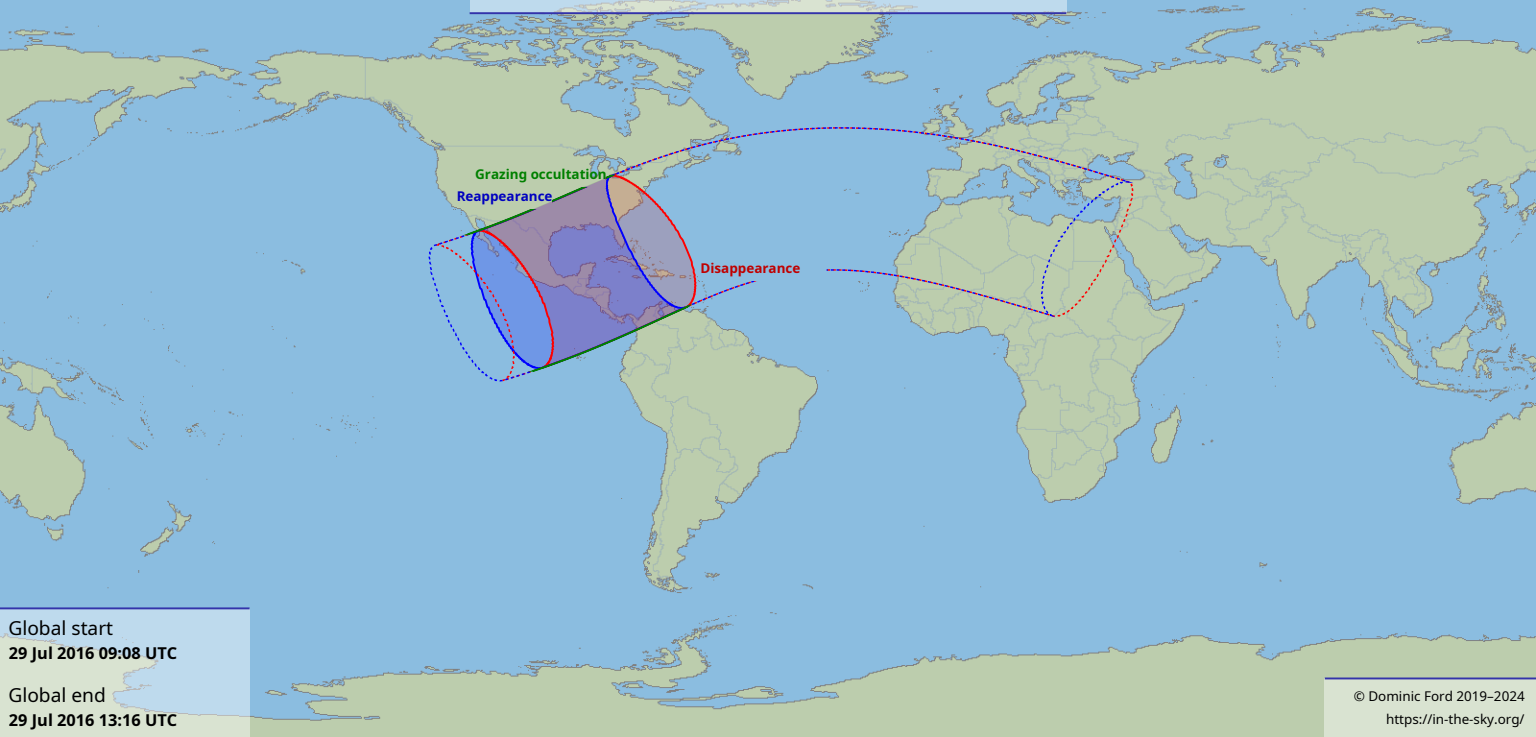 Grazing occultation
Reappearance
Disappearance
Global start
29 Jul 2016 09:08 UTC
Global end
29 Jul 2016 13:16 UTC
© Dominic Ford 2019–2024
https://in-the-sky.org/